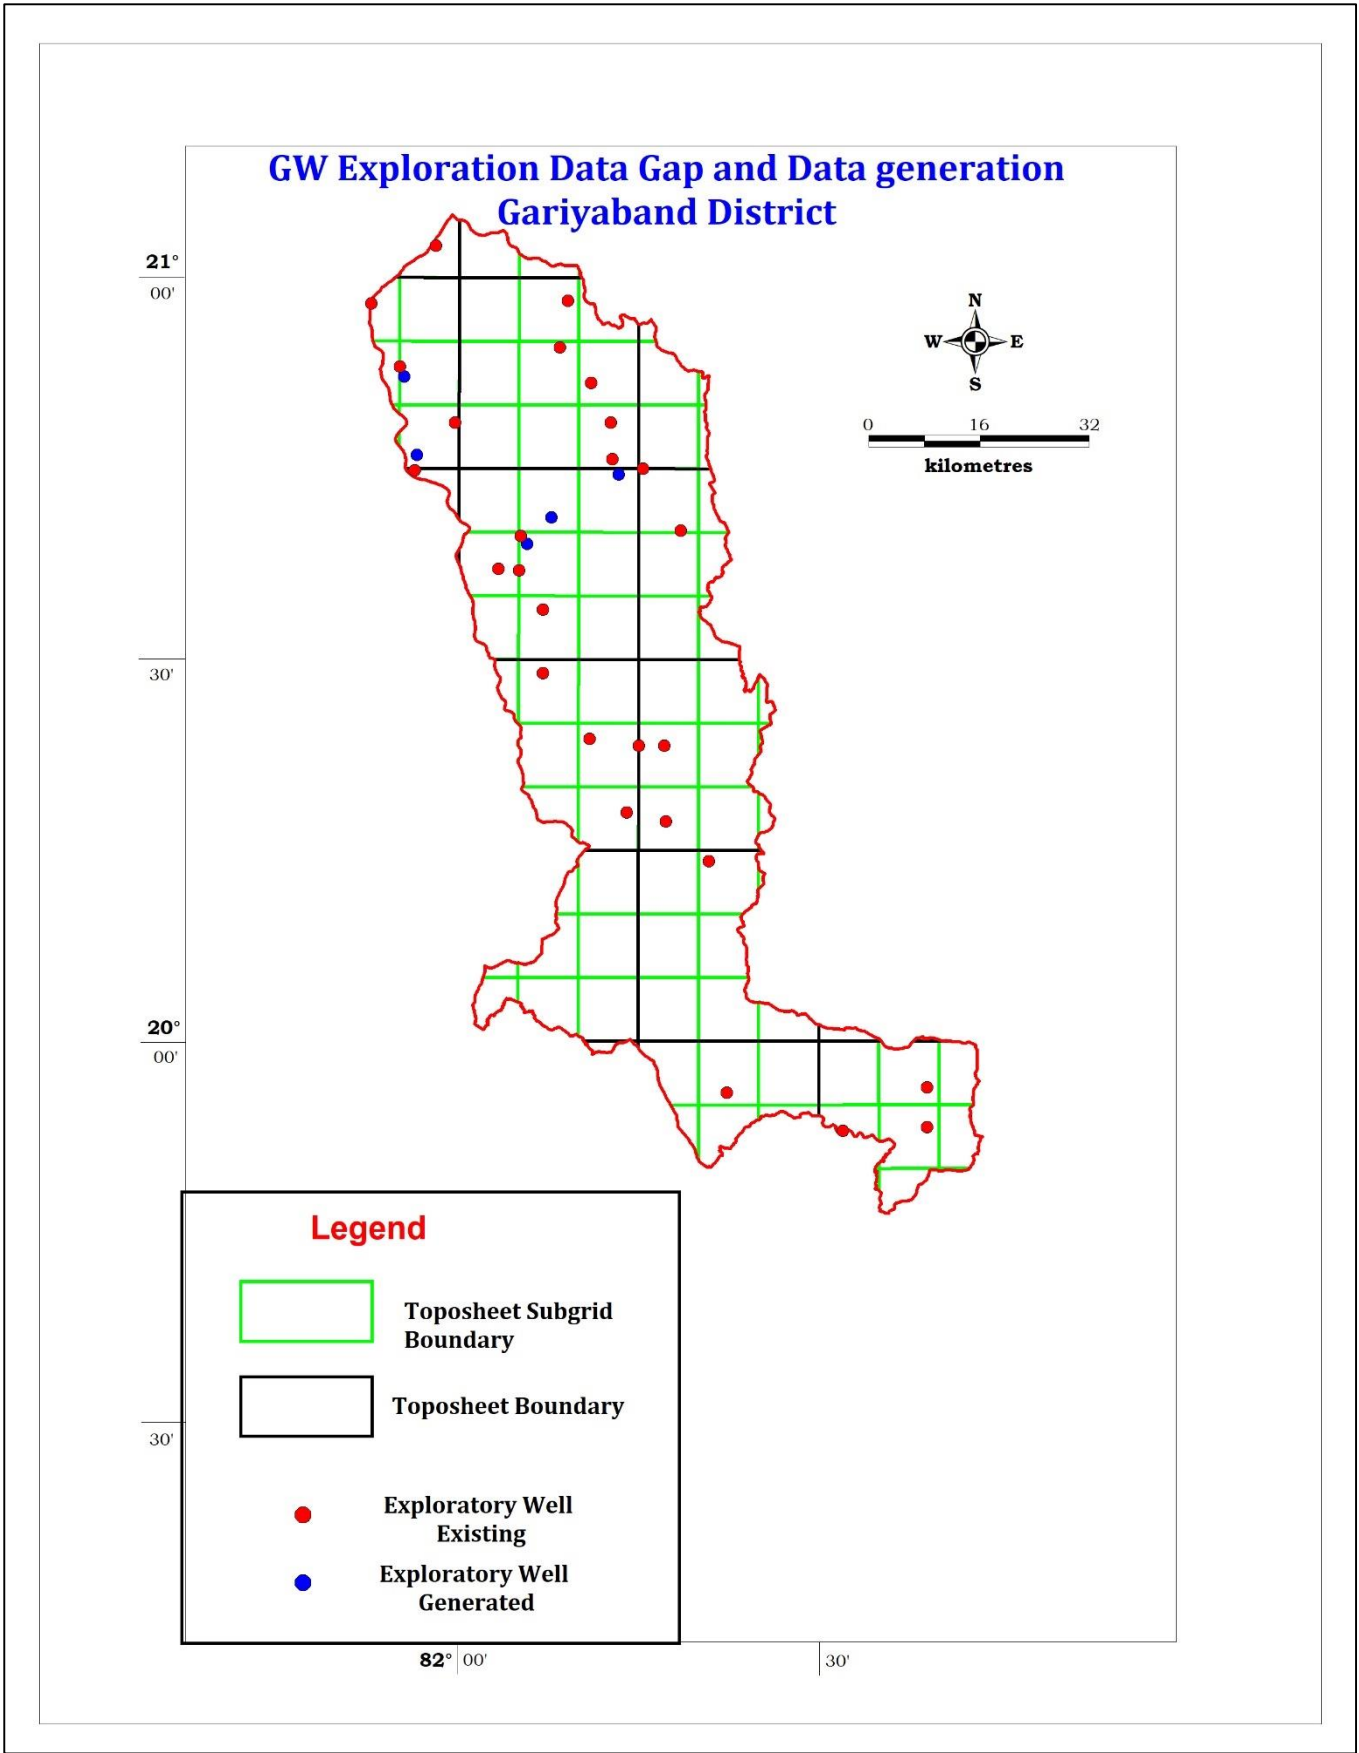 GW Exploration Data Gap and Data generation
Gariyaband District
21°
00'
N
W E
S
0 16 32
kilometres
30'
20°
00'
Legend
Toposheet Subgrid
Boundary
Toposheet Boundary
30'
Exploratory Well
Existing
Exploratory Well
Generated
82° 00' 30'